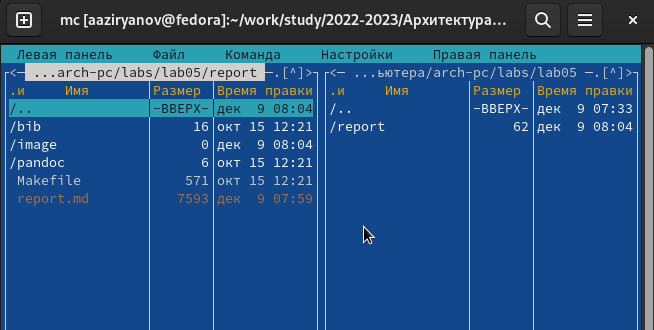 mc [aaziryanov@fedora]:~/work/study/2022-2023/Архитектура...
Левая панель Файл Команда Настройки Правая панель
...arch-pc/labs/lab05/report .[^]> ...ьютера/arch-pc/labs/lab05 .[^]>
.и Имя Размер Время правки .и Имя Размер Время правки
/.. -ВВЕРХ- дек 9 08:04 /.. -ВВЕРХ- дек 9 07:33
/bib 16 окт 15 12:21 /report 62 дек 9 08:04
/image 0 дек 9 08:04
/pandoc 6 окт 15 12:21
Makefile 571 окт 15 12:21
report.md 7593 дек 9 07:59